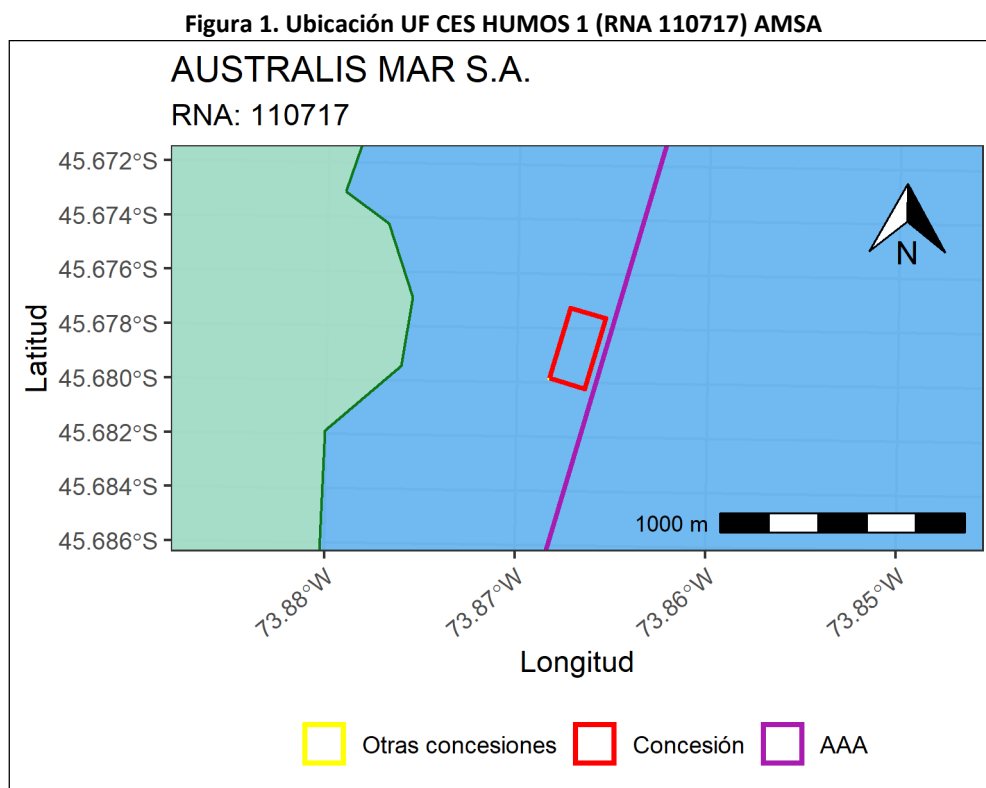 Figura 1. Ubicación UF CES HUMOS 1 (RNA 110717) AMSA
AUSTRALIS MAR S.A.
RNA: 110717
45.672°S
45.674°S
45.676°S
45.678°S
45.680°S
45.682°S
45.684°S
45.686°S
Latitud
N
1000 m
73.88°W
73.87°W
73.86°W
73.85°W
Longitud
Otras concesiones
Concesión
AAA